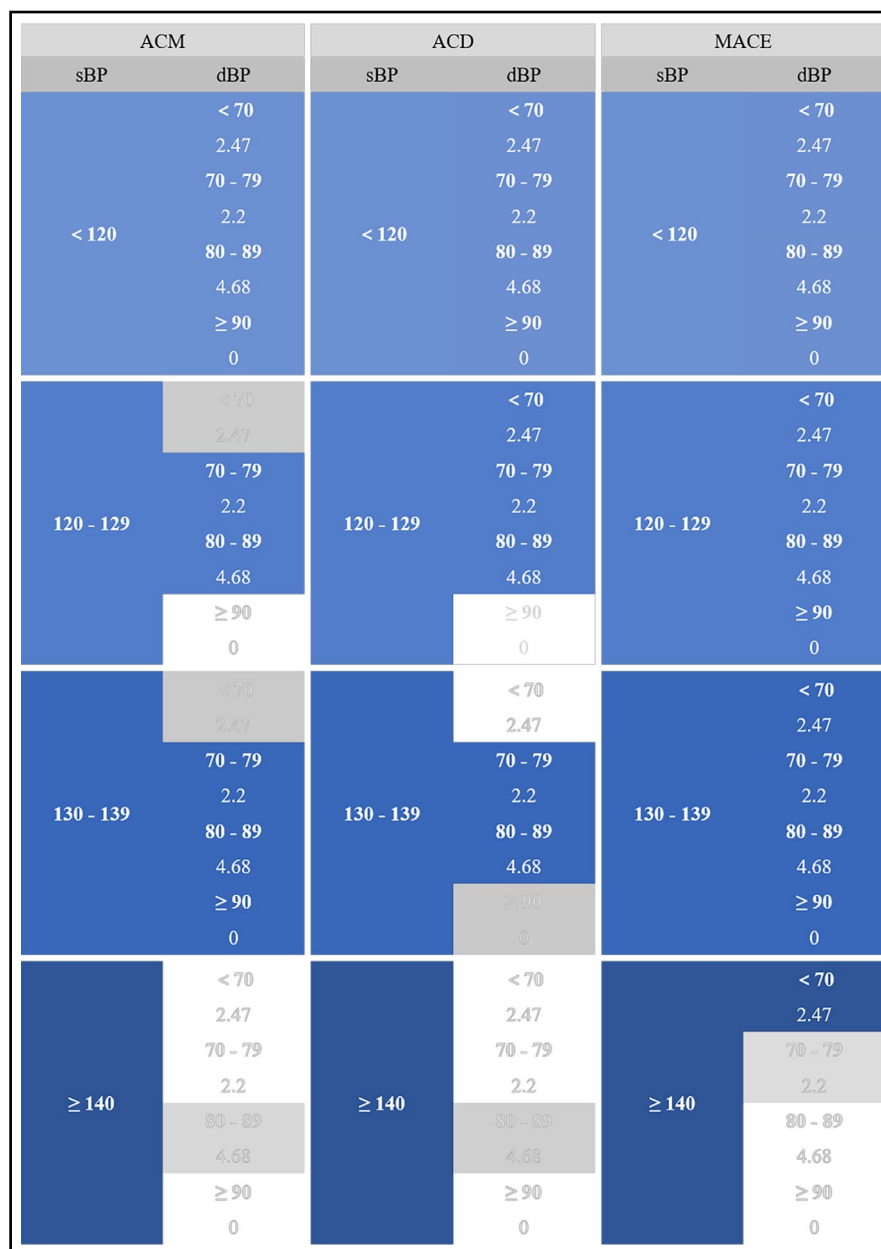 ACM ACD MACE
sBP dBP sBP dBP sBP dBP
< 70 < 70 < 70
2.47 2.47 2.47
70 - 79 70 - 79 70 - 79
2.2 2.2 2.2
< 120 < 120 < 120
80 - 89 80 - 89 80 - 89
4.68 4.68 4.68
≥ 90 ≥ 90 ≥ 90
0 0 0
< 70 < 70 < 70
2.47 2.47 2.47
70 - 79 70 - 79 70 - 79
2.2 2.2 2.2
120 - 129 120 - 129 120 - 129
80 - 89 80 - 89 80 - 89
4.68 4.68 4.68
≥ 90 ≥ 90 ≥ 90
0 0 0
< 70 < 70 < 70
2.47 2.47 2.47
70 - 79 70 - 79 70 - 79
2.2 2.2 2.2
130 - 139 130 - 139 130 - 139
80 - 89 80 - 89 80 - 89
4.68 4.68 4.68
≥ 90 ≥ 90 ≥ 90
0 0 0
< 70 < 70 < 70
2.47 2.47 2.47
70 - 79 70 - 79 70 - 79
2.2 2.2 2.2
≥ 140 ≥ 140 ≥ 140
80 - 89 80 - 89 80 - 89
4.68 4.68 4.68
≥ 90 ≥ 90 ≥ 90
0 0 0